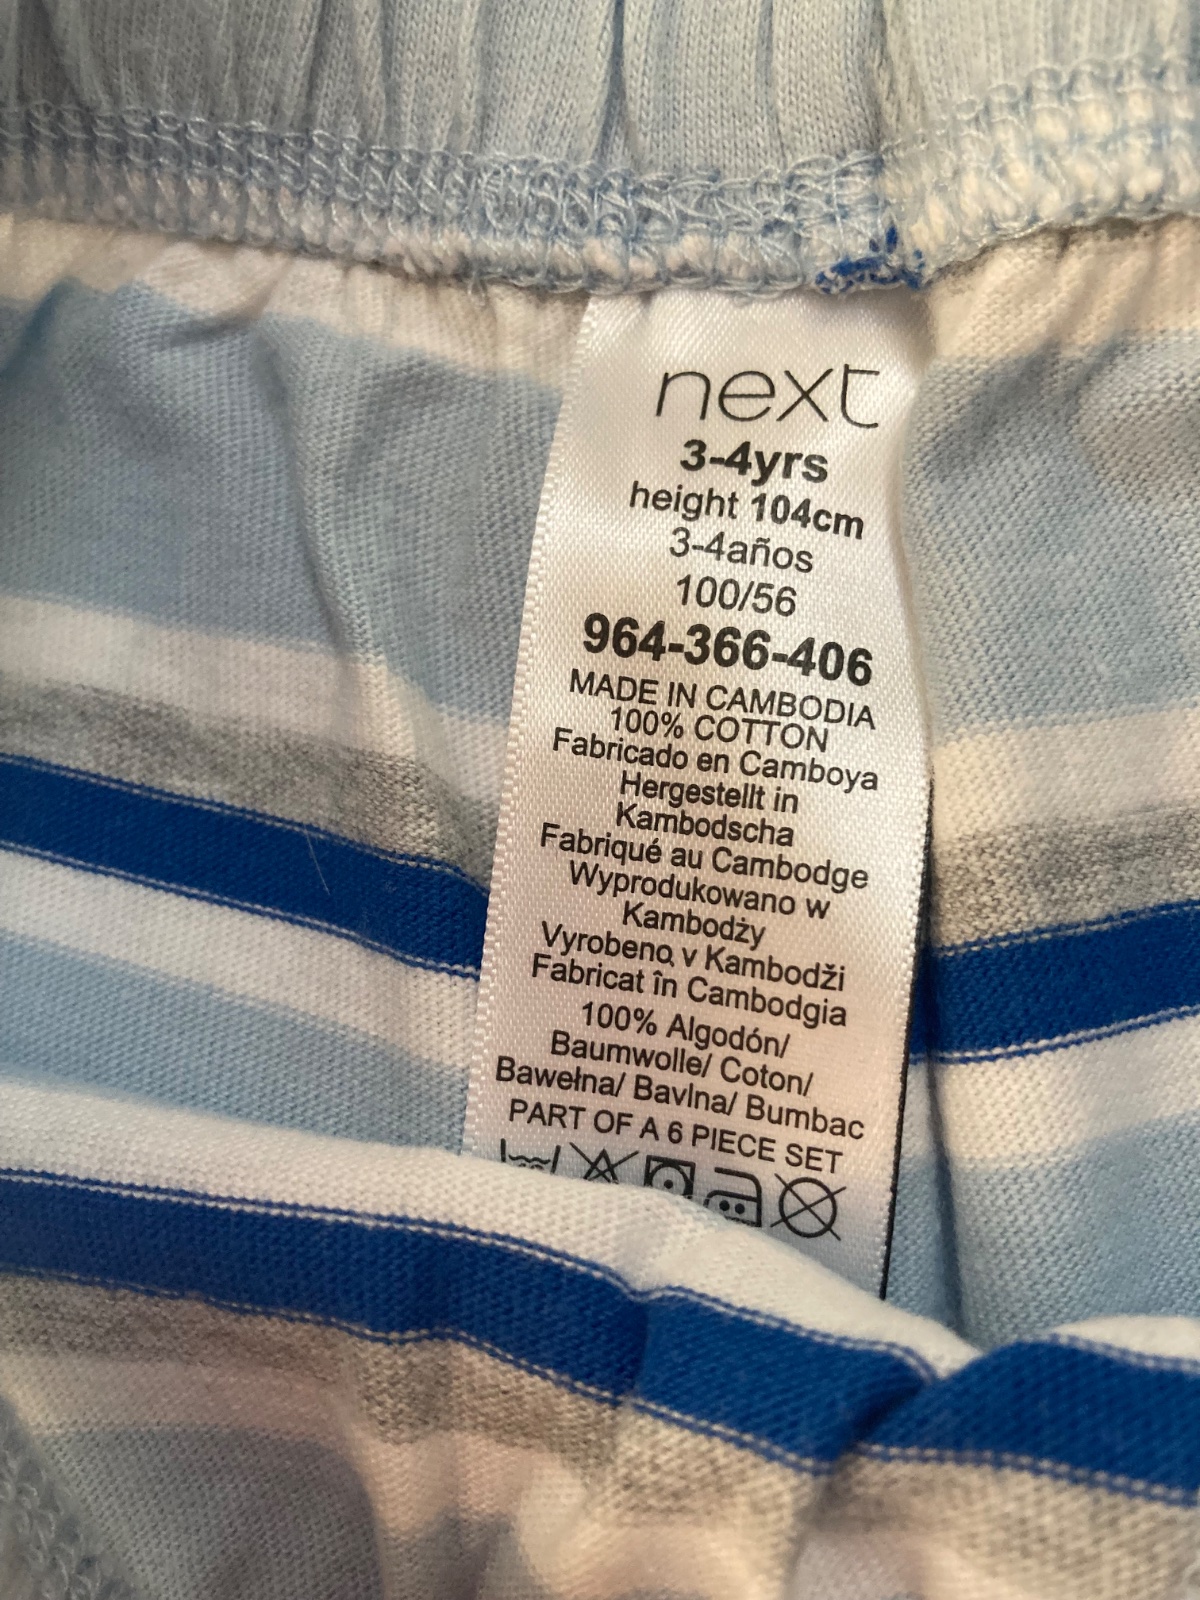 next
3-4yrs
height 104cm
3-4años
100/56
964-366-406
MADE IN CAMBODIA
100% COTTON
Fabricado en Camboya
Hergestellt in
Kambodscha
Fabriqué au Cambodge
Wyprodukowano w
Kambodży
Vyrobeno v Kambodži
Fabricat în Cambodgia
100% Algodón/
Baumwolle/ Coton/
Bawełna/ Bavlna/ Bumbac
PART OF A 6 PIECE SET